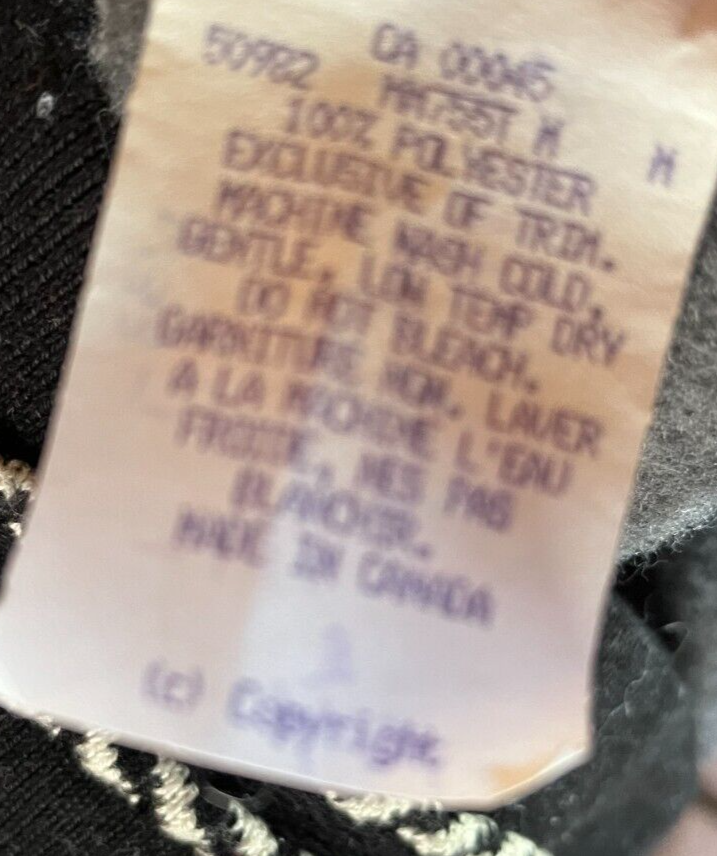 CA 00045
50982 M
100% POLYESTER M
EXCLUSIVE OF TRIM.
MACHINE WASH COLD,
GENTLE, LOW TEMP DRY
DO NOT BLEACH.
GARNITURE NON. LAVER
A LA MACHINE L'EAU
FROIDE, NES PAS
BLANCHIR.
MADE IN CANADA
(c) Copyright